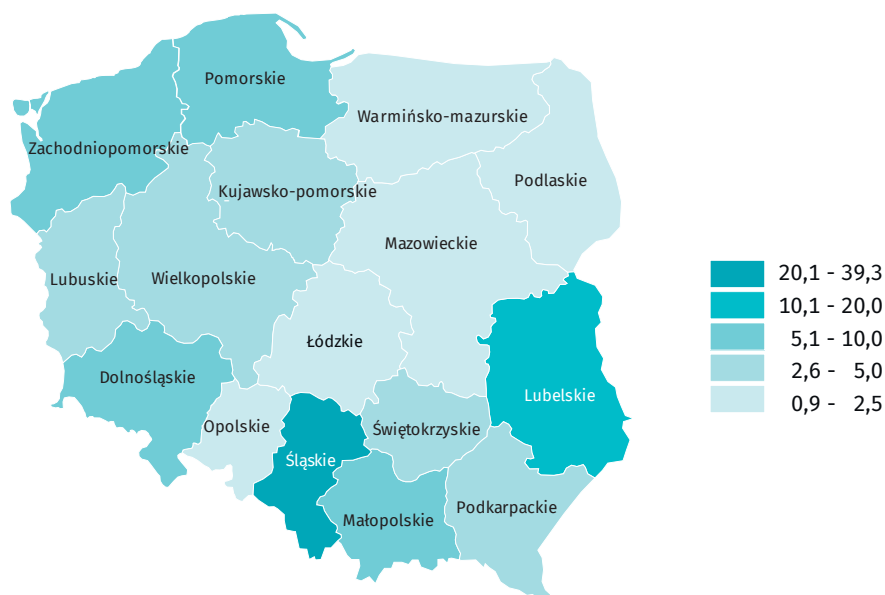 Pomorskie
Warmińsko-mazurskie
Zachodniopomorskie
Podlaskie
Kujawsko-pomorskie
Mazowieckie
Lubuskie
Wielkopolskie
Łódzkie
Dolnośląskie
Lubelskie
Opolskie
Świętokrzyskie
Śląskie
Podkarpackie
Małopolskie
20,1 - 39,3
10,1 - 20,0
5,1 - 10,0
2,6 - 5,0
0,9 - 2,5